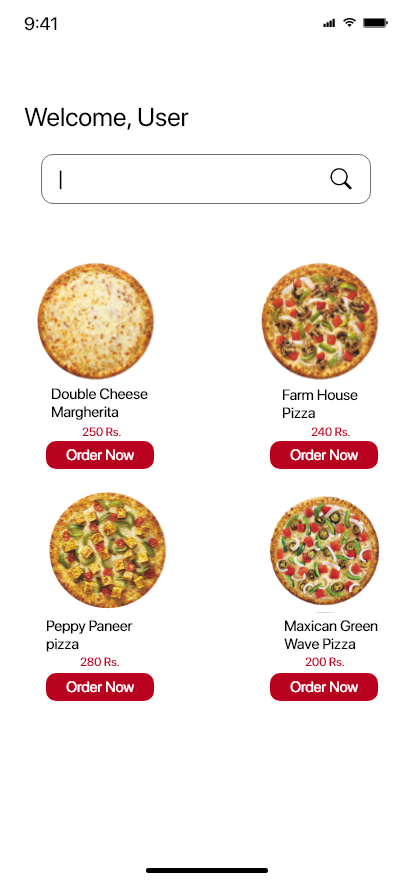 9:41
Welcome, User
Double Cheese
Margherita
250 Rs.
Order Now
Farm House
Pizza
240 Rs.
Order Now
Peppy Paneer
pizza
280 Rs.
Order Now
Maxican Green
Wave Pizza
200 Rs.
Order Now